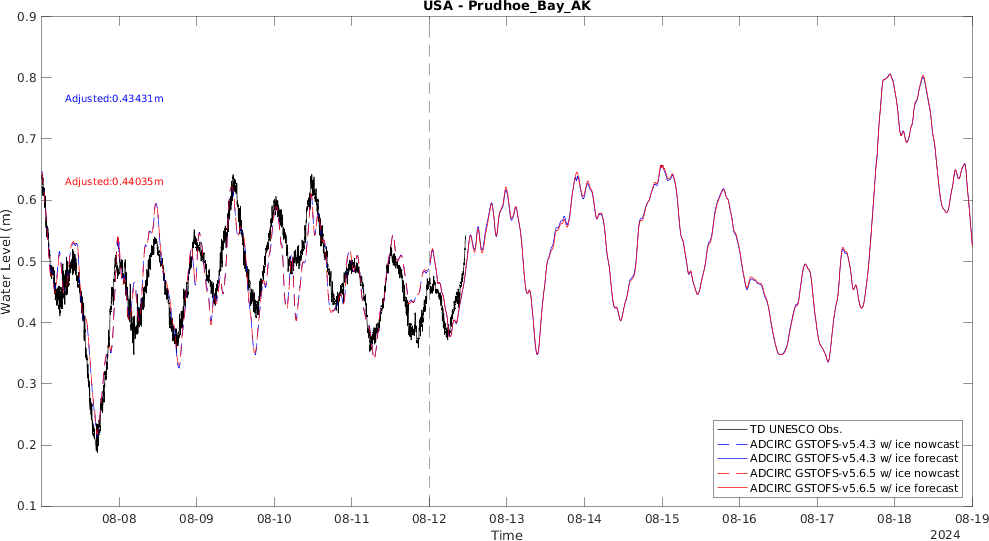 USA - Prudhoe_Bay_AK
0.9
0.8
Adjusted:0.43431m
0.7
Adjusted:0.44035m
0.6
0.5
0.4
0.3
0.2
0.1
Water Level (m)
TD UNESCO Obs.
ADCIRC GSTOFS-v5.4.3 w/ ice nowcast
ADCIRC GSTOFS-v5.4.3 w/ ice forecast
ADCIRC GSTOFS-v5.6.5 w/ ice nowcast
ADCIRC GSTOFS-v5.6.5 w/ ice forecast
08-08 08-09 08-10 08-11 08-12 08-13 08-14 08-15 08-16 08-17 08-18 08-19
Time
2024